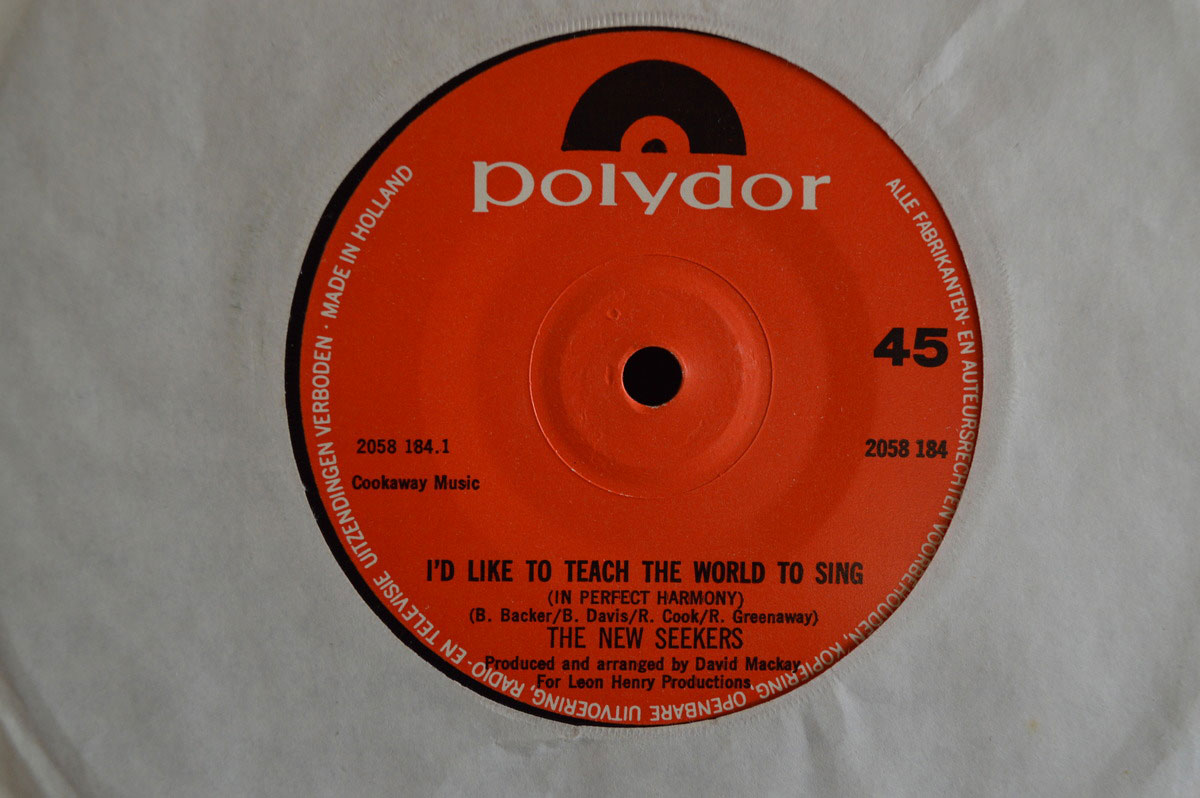 polydor
ALLE FABRIKANTEN- EN AUTEURSRECHTEN VOORBEHOUDEN, KOPIERING, OPENBARE UITVOERING, RADIO- EN TELEVISIE UITZENDINGEN VERBODEN · MADE IN HOLLAND
45
2058 184.1
2058 184
Cookaway Music
I'D LIKE TO TEACH THE WORLD TO SING
(IN PERFECT HARMONY)
(B. Backer/B. Davis/R. Cook/R. Greenaway)
THE NEW SEEKERS
Produced and arranged by David Mackay
For Leon Henry Productions